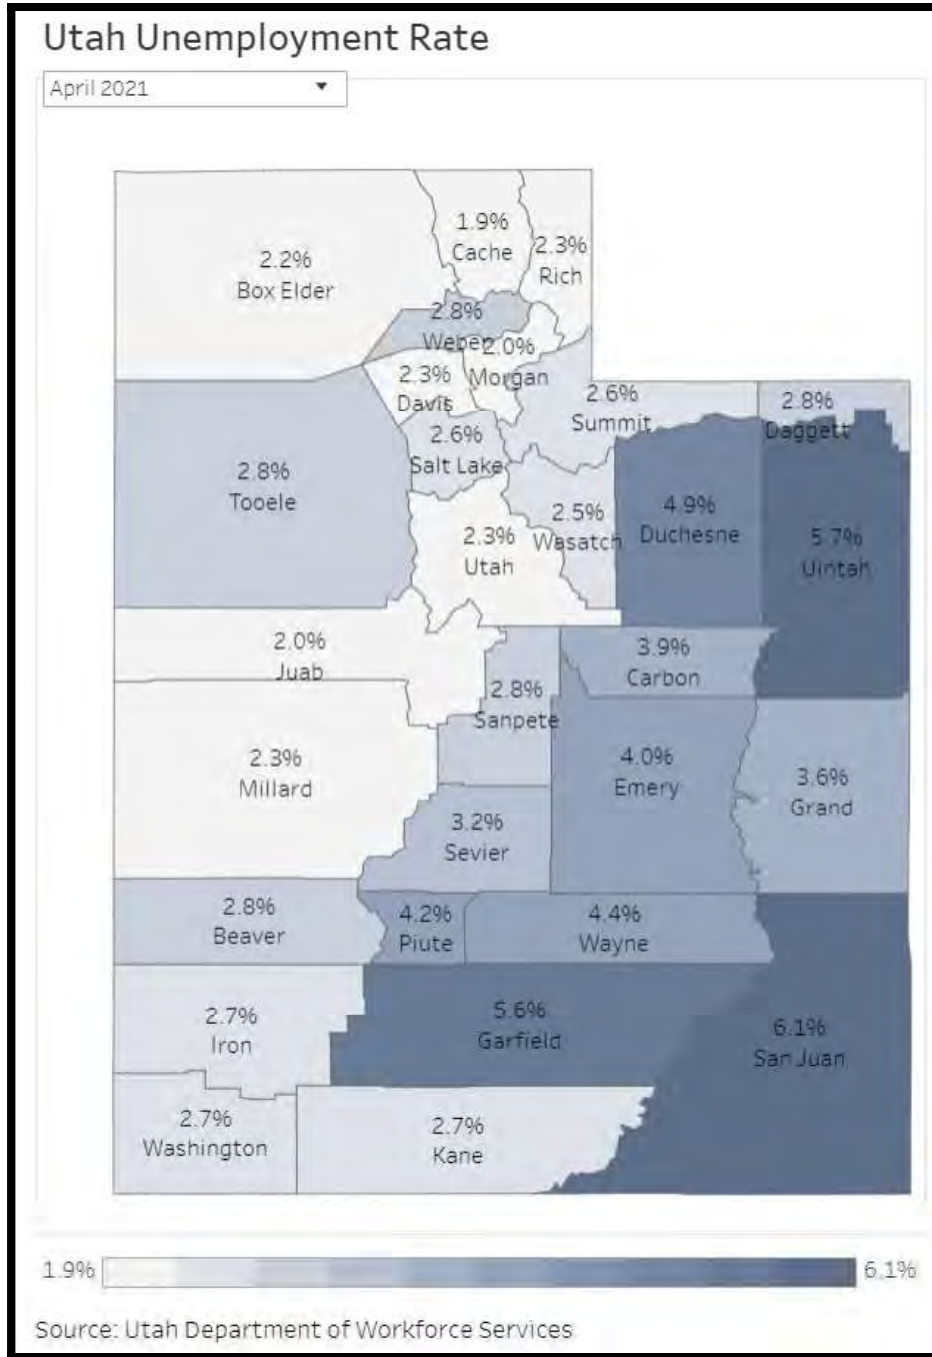 Utah Unemployment Rate
April 2021
1.9%
Cache
2.3%
Rich
2.2%
Box Elder
2.8%
Weber
2.0%
Morgan
2.3%
Davis
2.6%
Summit
2.8%
Daggett
2.6%
Salt Lake
2.8%
Tooele
2.5%
Wasatch
4.9%
Duchesne
5.7%
Uintah
2.3%
Utah
2.0%
Juab
3.9%
Carbon
2.8%
Sanpete
2.3%
Millard
4.0%
Emery
3.6%
Grand
3.2%
Sevier
2.8%
Beaver
4.2%
Piute
4.4%
Wayne
2.7%
Iron
5.6%
Garfield
6.1%
San Juan
2.7%
Washington
2.7%
Kane
1.9%
6.1%
Source: Utah Department of Workforce Services